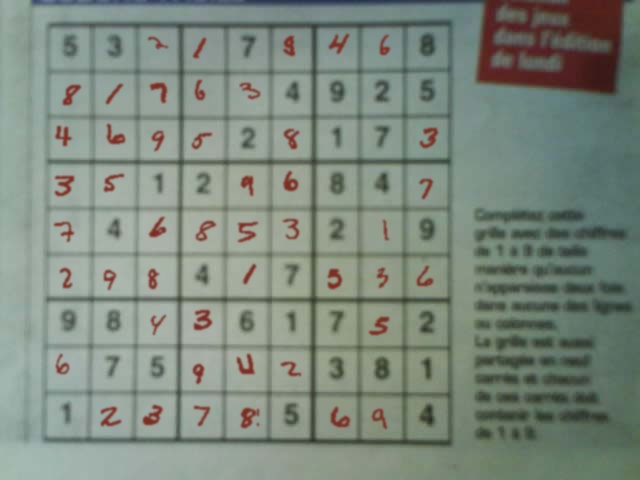 des jeux
dans l'édition
de lundi
5 3 2 1 7 9 4 6 8
8 1 7 6 3 4 9 2 5
4 6 9 5 2 8 1 7 3
3 5 1 2 9 6 8 4 7
7 4 6 8 5 3 2 1 9
2 9 8 4 1 7 5 3 6
9 8 4 3 6 1 7 5 2
6 7 5 9 4 2 3 8 1
1 2 3 7 8 5 6 9 4
Complétez cette
grille avec des chiffres
de 1 à 9 de telle
manière qu'aucun
n'apparaisse deux fois
dans aucune des lignes
ou colonnes.
La grille est aussi
partagée en neuf
carrés et chacun
de ces carrés doit
contenir les chiffres
de 1 à 9.